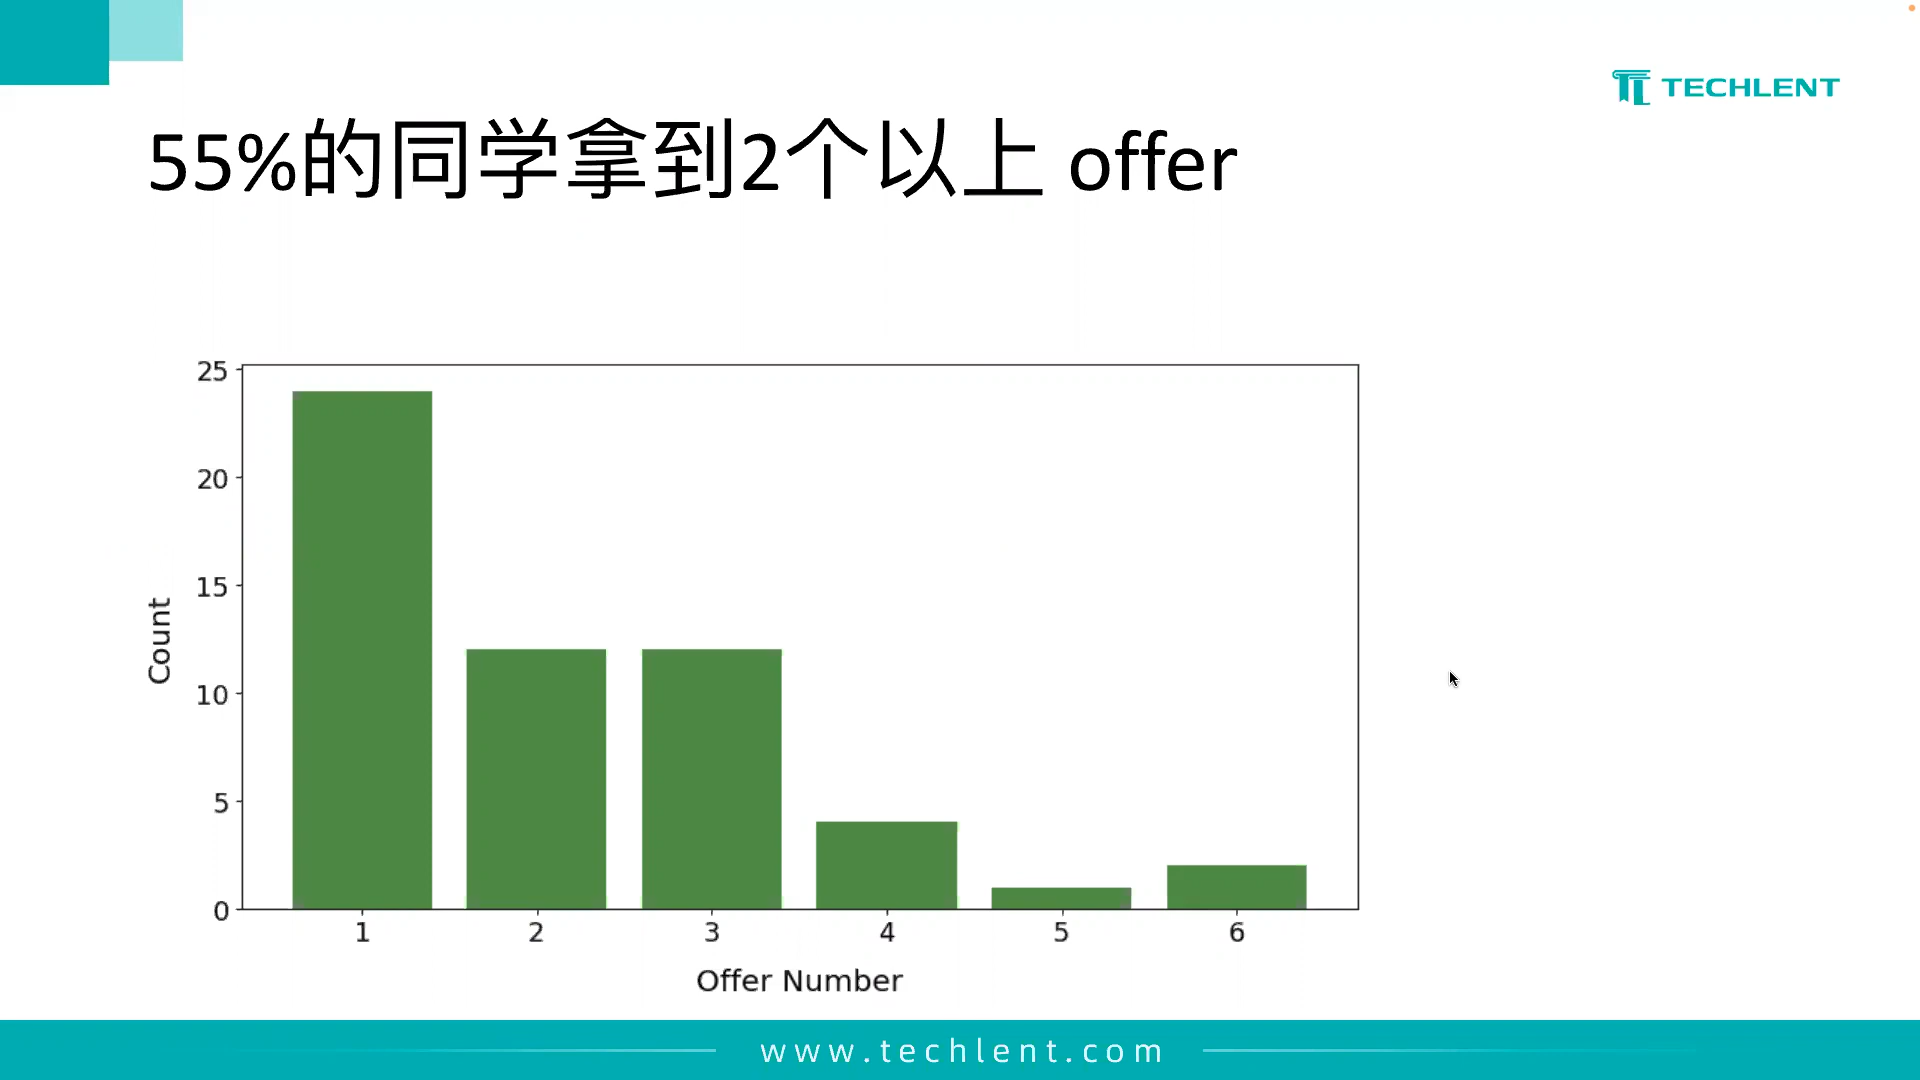 TECHLENT
55%的同学拿到2个以上 offer
25
20
15
10
5
0
Count
1 2 3 4 5 6
Offer Number
www.techlent.com